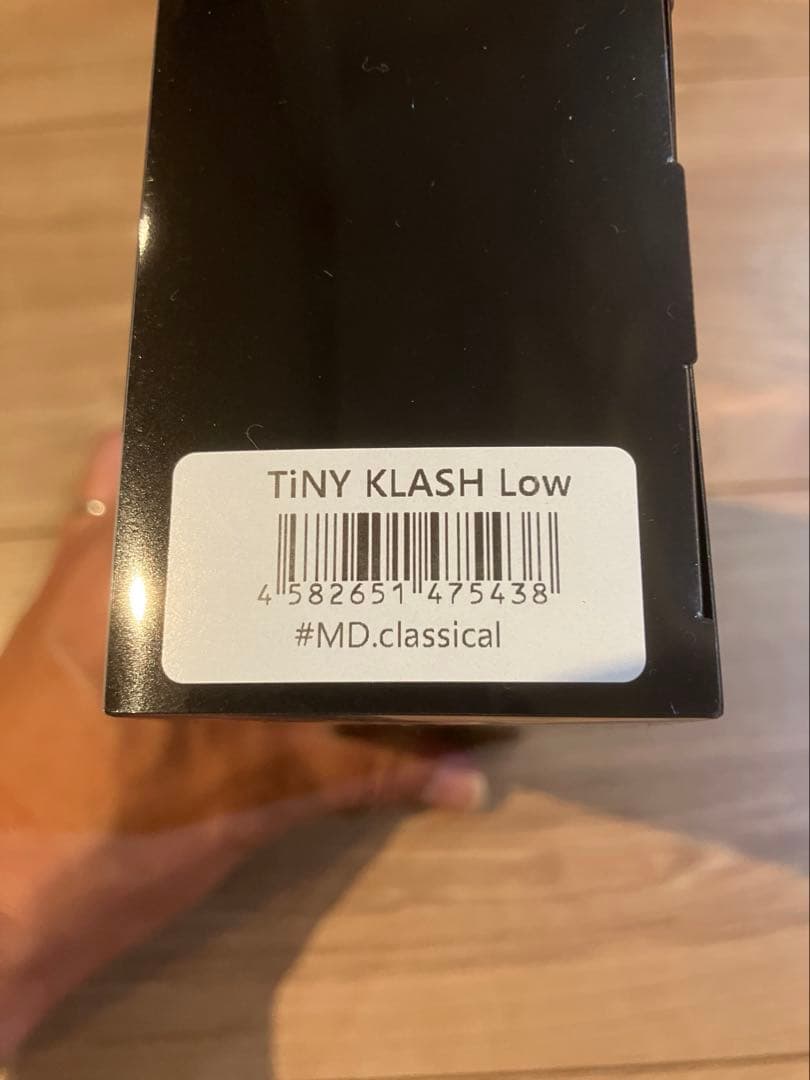 TiNY KLASH Low
4 582651 475438
#MD.classical